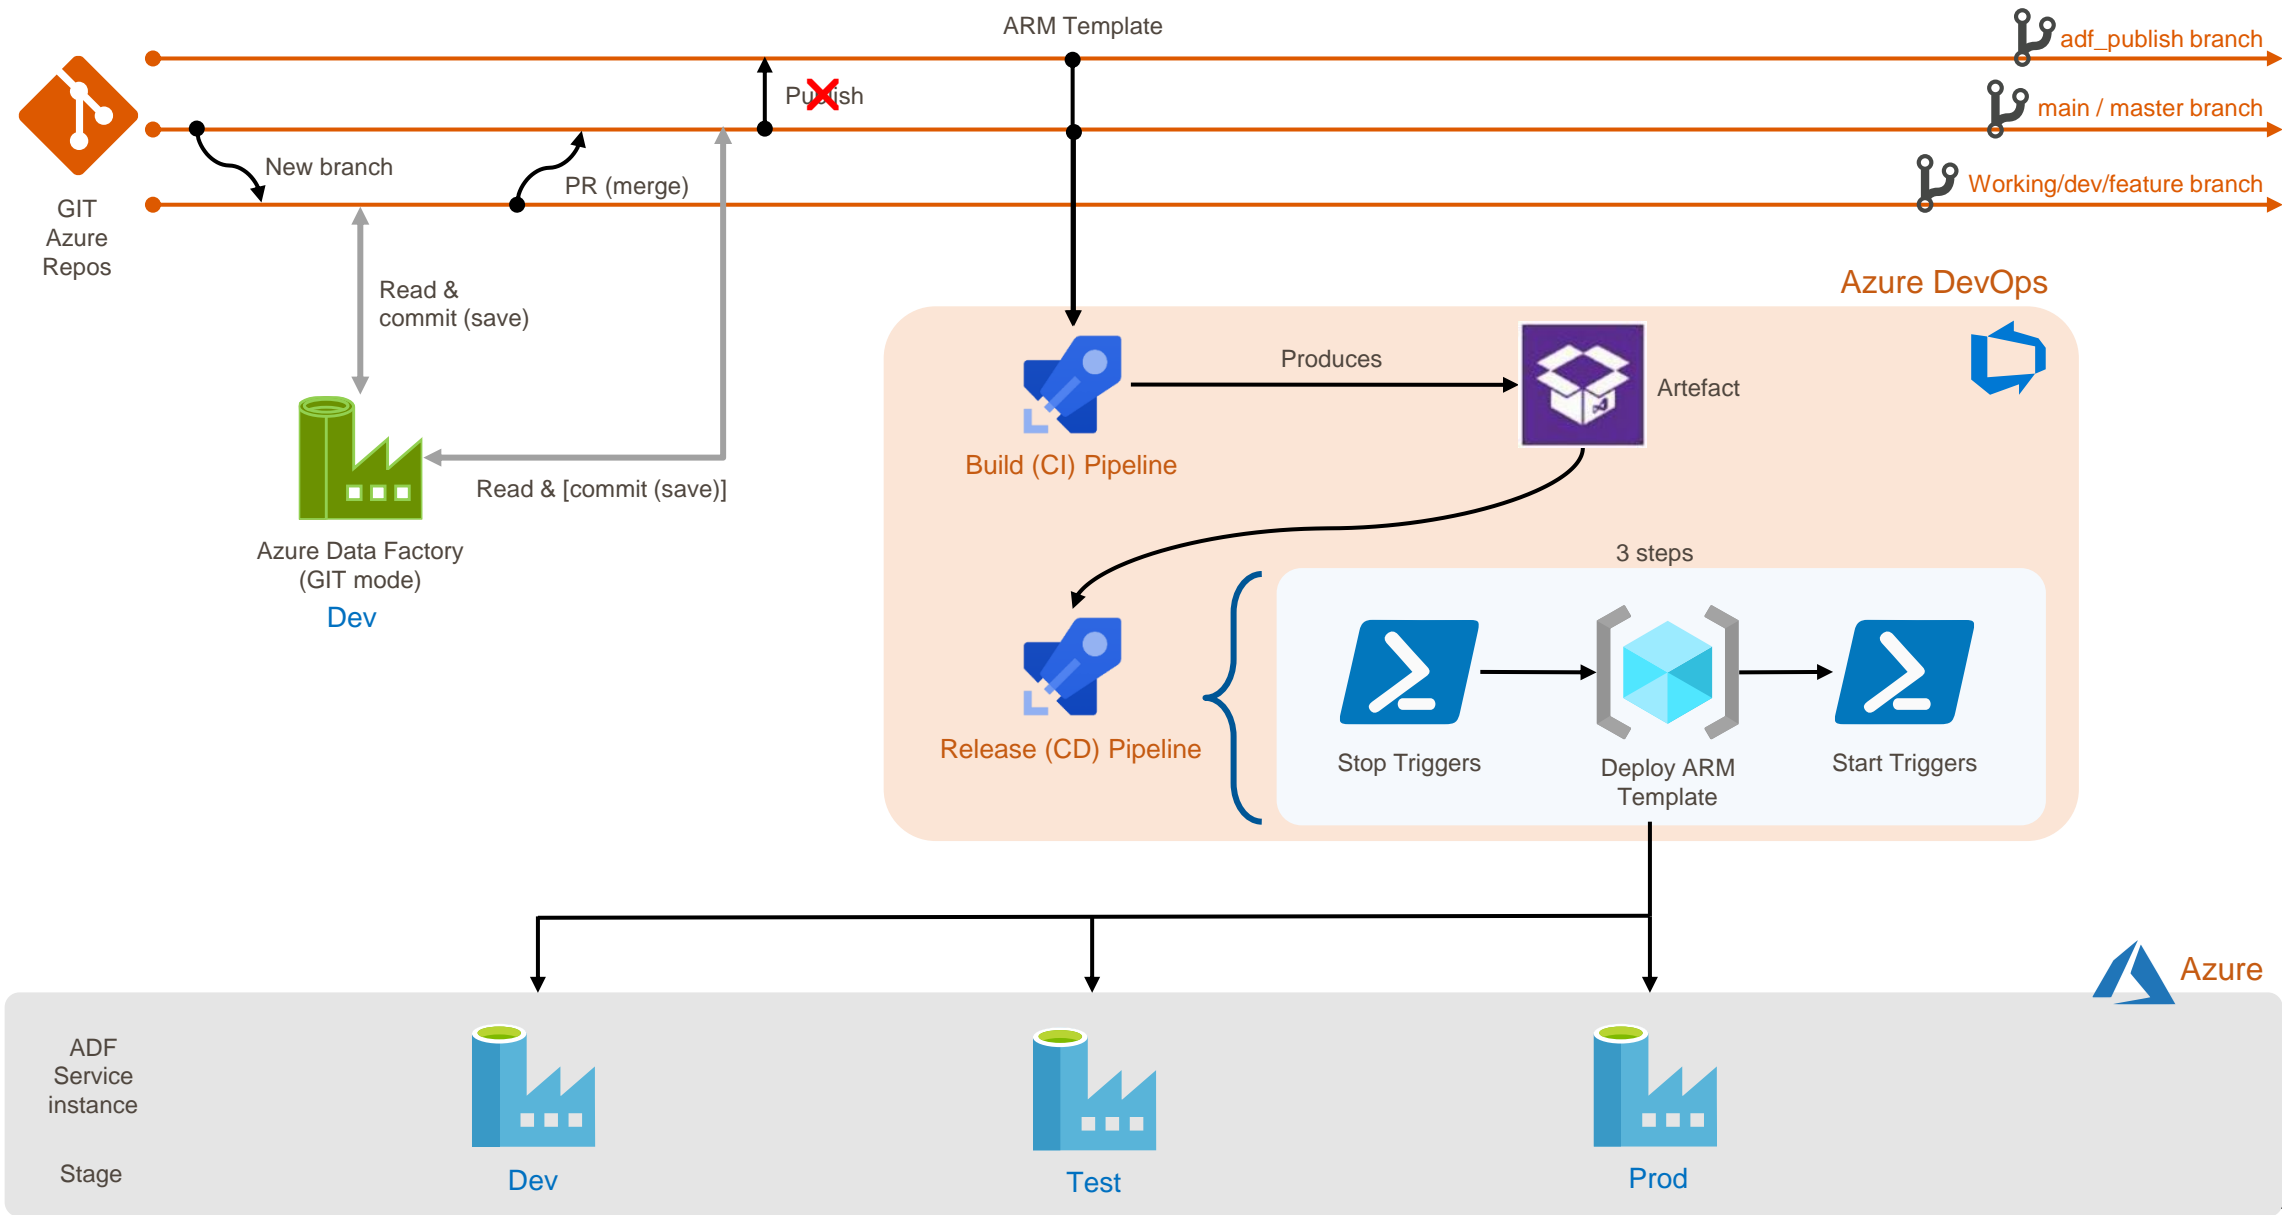 ARM Template
adf_publish branch
Publish
main / master branch
New branch
PR (merge)
Working/dev/feature branch
GIT
Azure
Repos
Read &
commit (save)
Azure DevOps
Produces
Artefact
Build (CI) Pipeline
Read & [commit (save)]
Azure Data Factory
(GIT mode)
Dev
3 steps
Release (CD) Pipeline
Stop Triggers
Deploy ARM
Template
Start Triggers
Azure
ADF
Service
instance
Stage
Dev
Test
Prod